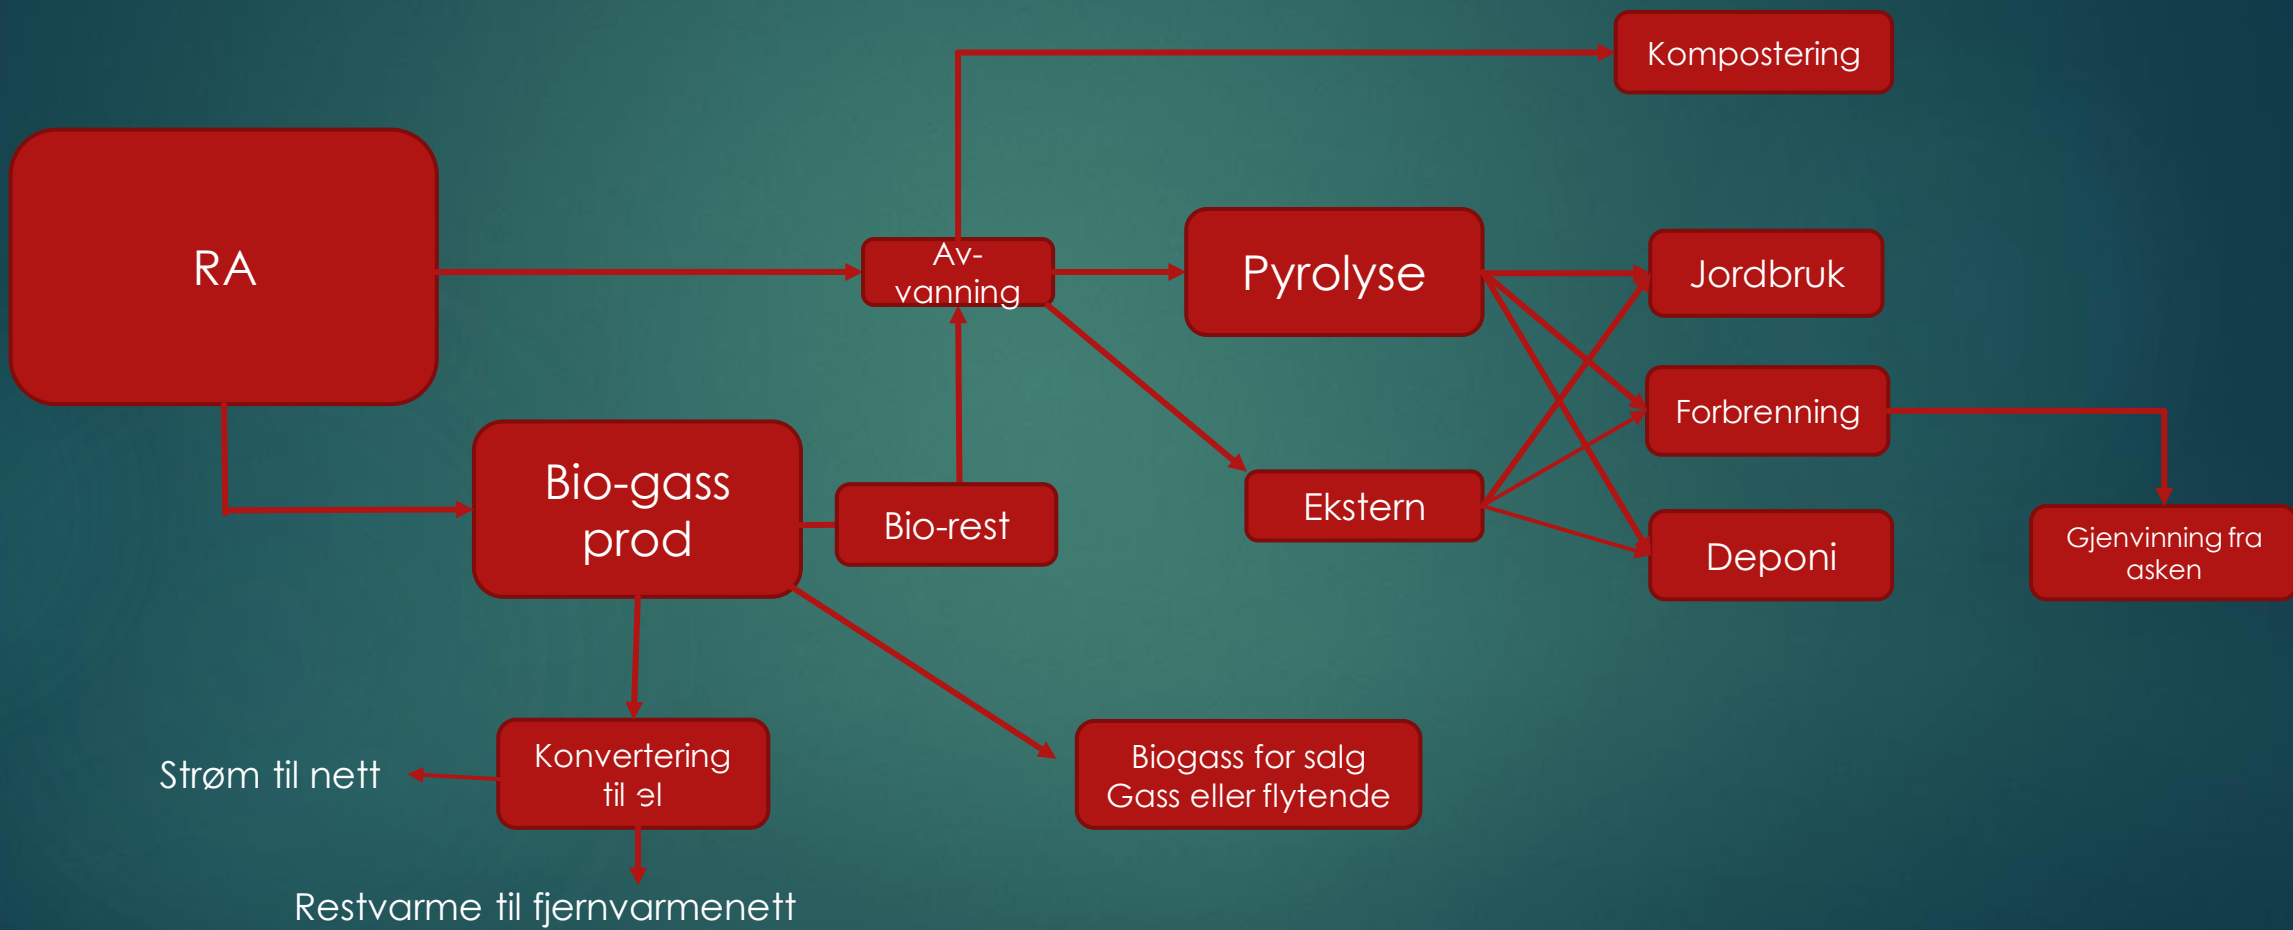 Kompostering
RA
Av-
vanning
Pyrolyse
Jordbruk
Forbrenning
Bio-gass
prod
Bio-rest
Ekstern
Deponi
Gjenvinning fra
asken
Strøm til nett
Konvertering
til el
Biogass for salg
Gass eller flytende
Restvarme til fjernvarmenett